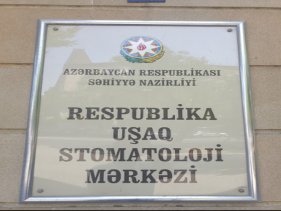 AZƏRBAYCAN RESPUBLİKASI
SƏHİYYƏ NAZİRLİYİ
RESPUBLİKA
UŞAQ
STOMATOLOJİ
MƏRKƏZİ